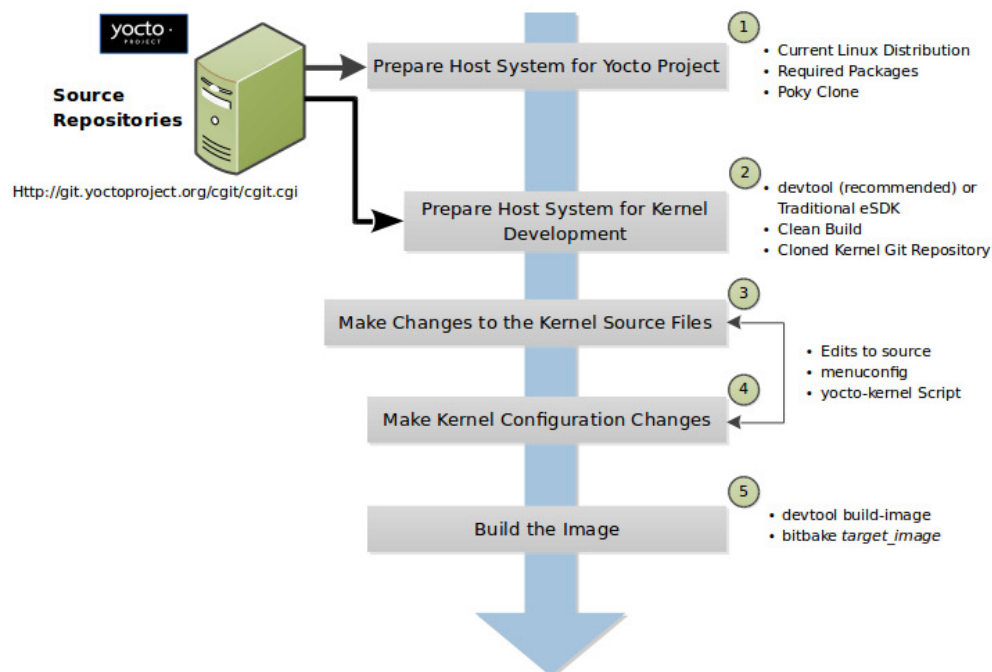 yocto ·
PROJECT
Source
Repositories
Http://git.yoctoproject.org/cgit/cgit.cgi
Prepare Host System for Yocto Project
1
• Current Linux Distribution
• Required Packages
• Poky Clone
Prepare Host System for Kernel
Development
2
• devtool (recommended) or
Traditional eSDK
• Clean Build
• Cloned Kernel Git Repository
Make Changes to the Kernel Source Files
3
• Edits to source
• menuconfig
• yocto-kernel Script
4
Make Kernel Configuration Changes
5
Build the Image
• devtool build-image
• bitbake target_image